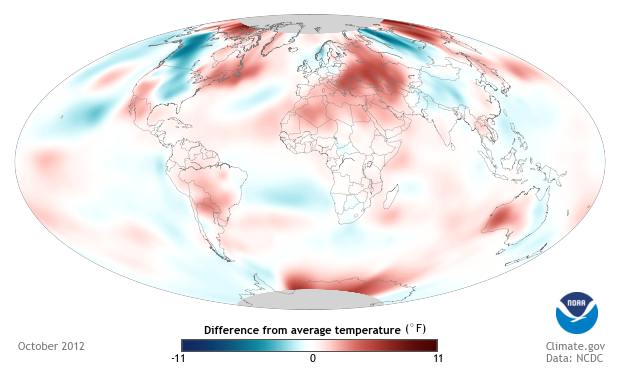 NOAA
Difference from average temperature (°F)
October 2012
-11
0
11
Climate.gov
Data: NCDC